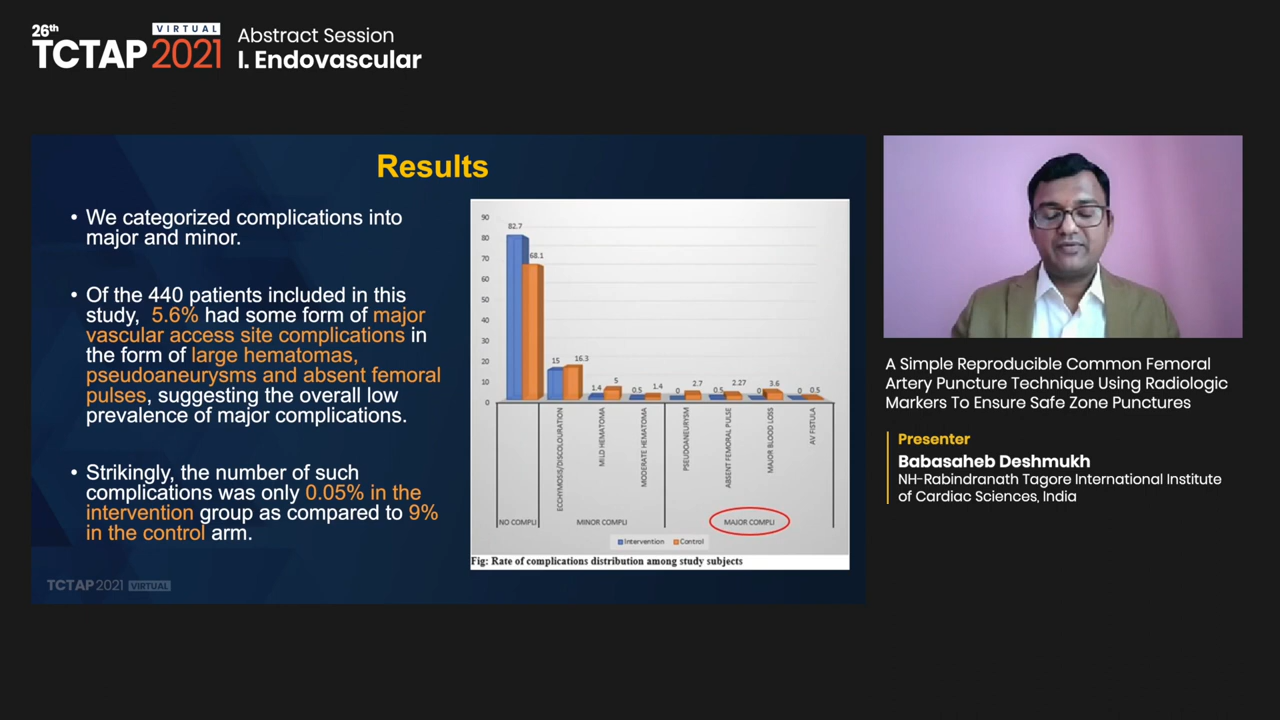 26th
VIRTUAL
TCTAP 2021
Abstract Session
I. Endovascular
Results
• We categorized complications into
major and minor.
• Of the 440 patients included in this
study, 5.6% had some form of major
vascular access site complications in
the form of large hematomas,
pseudoaneurysms and absent femoral
pulses, suggesting the overall low
prevalence of major complications.
• Strikingly, the number of such
complications was only 0.05% in the
intervention group as compared to 9%
in the control arm.
TCTAP2021 VIRTUAL
90
80
70
60
50
40
30
20
10
0
82.7
68.1
15
16.3
1.4
5
0.5
1.4
0
2.7
0.5
2.27
0
3.6
0
0.5
ECCHYMOSIS/DISCOLOURATION
MILD HEMATOMA
MODERATE HEMATOMA
PSEUDOANEURYSM
ABSENT FEMORAL PULSE
MAJOR BLOOD LOSS
AV FISTULA
NO COMPLI
MINOR COMPLI
MAJOR COMPLI
Intervention Control
Fig: Rate of complications distribution among study subjects
A Simple Reproducible Common Femoral
Artery Puncture Technique Using Radiologic
Markers To Ensure Safe Zone Punctures
Presenter
Babasaheb Deshmukh
NH-Rabindranath Tagore International Institute
of Cardiac Sciences, India